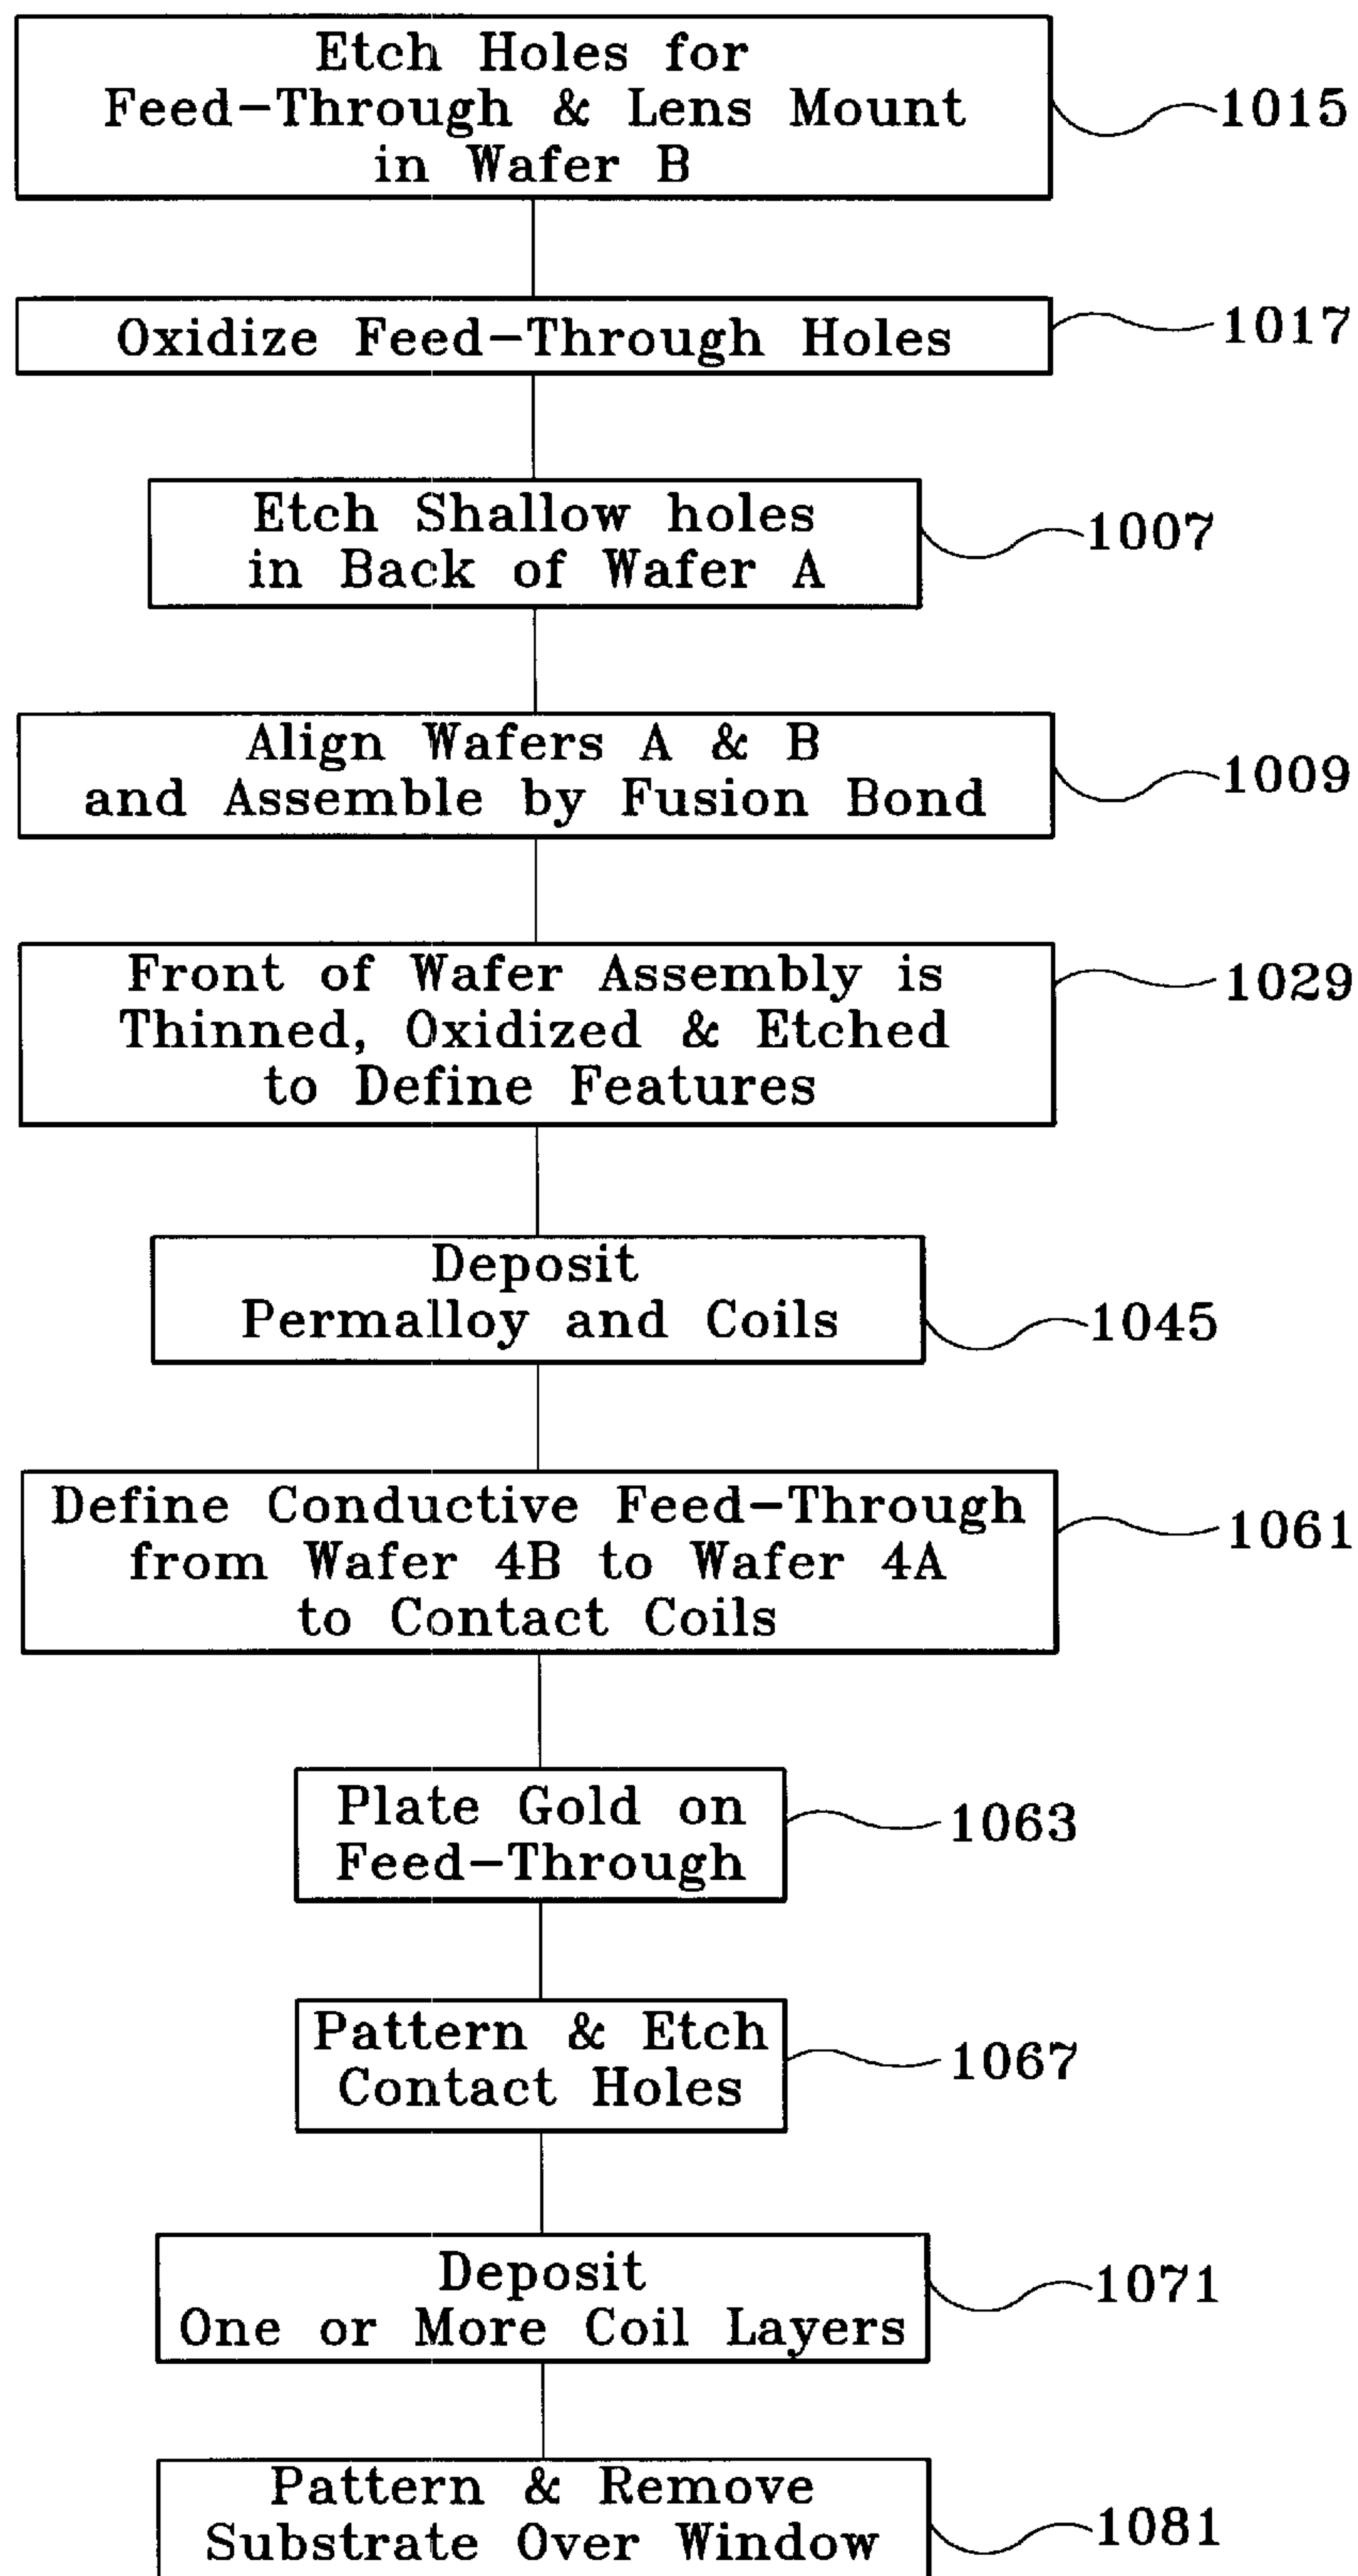 Etch Holes for
Feed-Through & Lens Mount
in Wafer B
1015
Oxidize Feed-Through Holes
1017
Etch Shallow holes
in Back of Wafer A
1007
Align Wafers A & B
and Assemble by Fusion Bond
1009
Front of Wafer Assembly is
Thinned, Oxidized & Etched
to Define Features
1029
Deposit
Permalloy and Coils
1045
Define Conductive Feed-Through
from Wafer 4B to Wafer 4A
to Contact Coils
1061
Plate Gold on
Feed-Through
1063
Pattern & Etch
Contact Holes
1067
Deposit
One or More Coil Layers
1071
Pattern & Remove
Substrate Over Window
1081